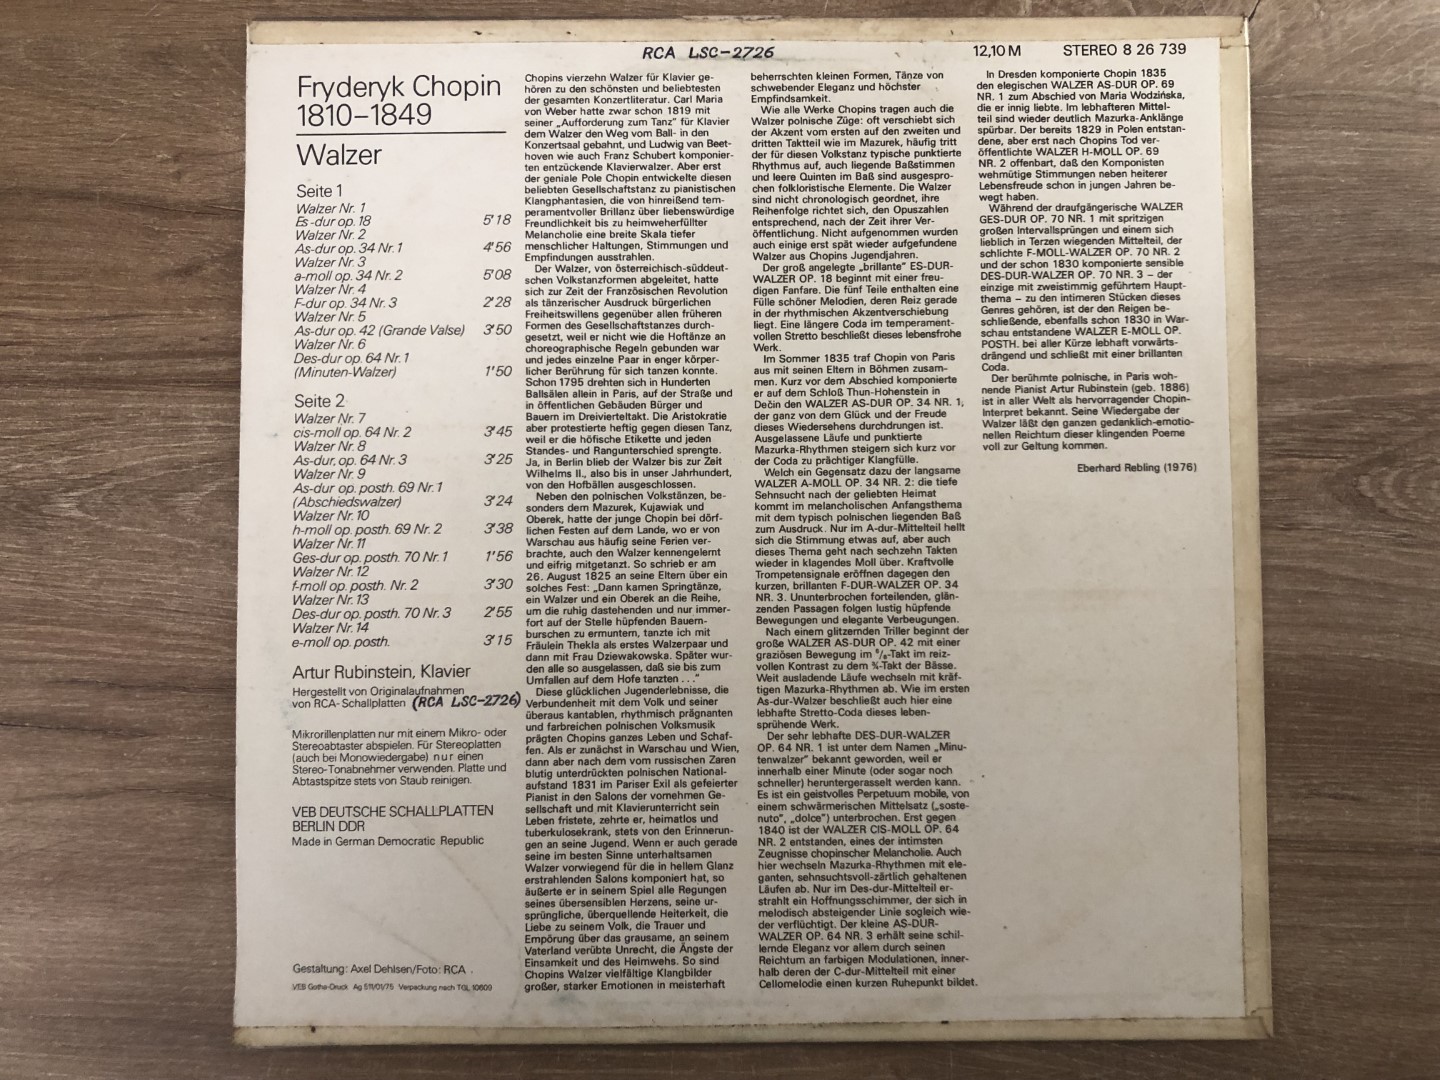 RCA LSC-2726
12,10 M STEREO 8 26 739
Fryderyk Chopin
1810–1849
Walzer
Seite 1
Walzer Nr. 1
Es-dur op. 18 5'18
Walzer Nr. 2
As-dur op. 34 Nr. 1 4'56
Walzer Nr. 3
a-moll op. 34 Nr. 2 5'08
Walzer Nr. 4
F-dur op. 34 Nr. 3 2'28
Walzer Nr. 5
As-dur op. 42 (Grande Valse) 3'50
Walzer Nr. 6
Des-dur op. 64 Nr. 1
(Minuten-Walzer) 1'50
Seite 2
Walzer Nr. 7
cis-moll op. 64 Nr. 2 3'45
Walzer Nr. 8
As-dur, op. 64 Nr. 3 3'25
Walzer Nr. 9
As-dur op. posth. 69 Nr. 1
(Abschiedswalzer) 3'24
Walzer Nr. 10
h-moll op. posth. 69 Nr. 2 3'38
Walzer Nr. 11
Ges-dur op. posth. 70 Nr. 1 1'56
Walzer Nr. 12
f-moll op. posth. Nr. 2 3'30
Walzer Nr. 13
Des-dur op. posth. 70 Nr. 3 2'55
Walzer Nr. 14
e-moll op. posth. 3'15
Artur Rubinstein, Klavier
Hergestellt von Originalaufnahmen
von RCA-Schallplatten (RCA LSC-2726)
Mikrorillenplatten nur mit einem Mikro- oder
Stereoabtaster abspielen. Für Stereoplatten
(auch bei Monowiedergabe) nur einen
Stereo-Tonabnehmer verwenden. Platte und
Abtastspitze stets von Staub reinigen.
VEB DEUTSCHE SCHALLPLATTEN
BERLIN DDR
Made in German Democratic Republic
Gestaltung: Axel Dehlsen/Foto: RCA
VEB Gotha-Druck Ag 511/01/75 Verpackung nach TGL 10609
Chopins vierzehn Walzer für Klavier ge-
hören zu den schönsten und beliebtesten
der gesamten Konzertliteratur. Carl Maria
von Weber hatte zwar schon 1819 mit
seiner „Aufforderung zum Tanz" für Klavier
dem Walzer den Weg vom Ball- in den
Konzertsaal gebahnt, und Ludwig van Beet-
hoven wie auch Franz Schubert komponier-
ten entzückende Klavierwalzer. Aber erst
der geniale Pole Chopin entwickelte diesen
beliebten Gesellschaftstanz zu pianistischen
Klangphantasien, die von hinreißend tem-
peramentvoller Brillanz über liebenswürdige
Freundlichkeit bis zu heimweherfüllter
Melancholie eine breite Skala tiefer
menschlicher Haltungen, Stimmungen und
Empfindungen ausstrahlen.
Der Walzer, von österreichisch-süddeut-
schen Volkstanzformen abgeleitet, hatte
sich zur Zeit der Französischen Revolution
als tänzerischer Ausdruck bürgerlichen
Freiheitswillens gegenüber allen früheren
Formen des Gesellschaftstanzes durch-
gesetzt, weil er nicht wie die Hoftänze an
choreographische Regeln gebunden war
und jedes einzelne Paar in enger körper-
licher Berührung für sich tanzen konnte.
Schon 1795 drehten sich in Hunderten
Ballsälen allein in Paris, auf der Straße und
in öffentlichen Gebäuden Bürger und
Bauern im Dreivierteltakt. Die Aristokratie
aber protestierte heftig gegen diesen Tanz,
weil er die höfische Etikette und jeden
Standes- und Rangunterschied sprengte.
Ja, in Berlin blieb der Walzer bis zur Zeit
Wilhelms II., also bis in unser Jahrhundert,
von den Hofbällen ausgeschlossen.
Neben den polnischen Volkstänzen, be-
sonders dem Mazurek, Kujawiak und
Oberek, hatte der junge Chopin bei dörf-
lichen Festen auf dem Lande, wo er von
Warschau aus häufig seine Ferien ver-
brachte, auch den Walzer kennengelernt
und eifrig mitgetanzt. So schrieb er am
26. August 1825 an seine Eltern über ein
solches Fest: „Dann kamen Springtänze,
ein Walzer und ein Oberek an die Reihe,
um die ruhig dastehenden und nur immer-
fort auf der Stelle hüpfenden Bauern-
burschen zu ermuntern, tanzte ich mit
Fräulein Thekla als erstes Walzerpaar und
dann mit Frau Dziewakowska. Später wur-
den alle so ausgelassen, daß sie bis zum
Umfallen auf dem Hofe tanzten . . ."
Diese glücklichen Jugenderlebnisse, die
Verbundenheit mit dem Volk und seiner
überaus kantablen, rhythmisch prägnanten
und farbreichen polnischen Volksmusik
prägten Chopins ganzes Leben und Schaf-
fen. Als er zunächst in Warschau und Wien,
dann aber nach dem vom russischen Zaren
blutig unterdrückten polnischen National-
aufstand 1831 im Pariser Exil als gefeierter
Pianist in den Salons der vornehmen Ge-
sellschaft und mit Klavierunterricht sein
Leben fristete, zehrte er, heimatlos und
tuberkulosekrank, stets von den Erinnerun-
gen an seine Jugend. Wenn er auch gerade
seine im besten Sinne unterhaltsamen
Walzer vorwiegend für die in hellem Glanz
erstrahlenden Salons komponiert hat, so
äußerte er in seinem Spiel alle Regungen
seines übersensiblen Herzens, seine ur-
sprüngliche, überquellende Heiterkeit, die
Liebe zu seinem Volk, die Trauer und
Empörung über das grausame, an seinem
Vaterland verübte Unrecht, die Ängste der
Einsamkeit und des Heimwehs. So sind
Chopins Walzer vielfältige Klangbilder
großer, starker Emotionen in meisterhaft
beherrschten kleinen Formen, Tänze von
schwebender Eleganz und höchster
Empfindsamkeit.
Wie alle Werke Chopins tragen auch die
Walzer polnische Züge: oft verschiebt sich
der Akzent vom ersten auf den zweiten und
dritten Taktteil wie im Mazurek, häufig tritt
der für diesen Volkstanz typische punktierte
Rhythmus auf, auch liegende Baßstimmen
und leere Quinten im Baß sind ausgespro-
chen folkloristische Elemente. Die Walzer
sind nicht chronologisch geordnet, ihre
Reihenfolge richtet sich, den Opuszahlen
entsprechend, nach der Zeit ihrer Ver-
öffentlichung. Nicht aufgenommen wurden
auch einige erst spät wieder aufgefundene
Walzer aus Chopins Jugendjahren.
Der groß angelegte „brillante" ES-DUR-
WALZER OP. 18 beginnt mit einer freu-
digen Fanfare. Die fünf Teile enthalten eine
Fülle schöner Melodien, deren Reiz gerade
in der rhythmischen Akzentverschiebung
liegt. Eine längere Coda im temperament-
vollen Stretto beschließt dieses lebensfrohe
Werk.
Im Sommer 1835 traf Chopin von Paris
aus mit seinen Eltern in Böhmen zusam-
men. Kurz vor dem Abschied komponierte
er auf dem Schloß Thun-Hohenstein in
Dečin den WALZER AS-DUR OP. 34 NR. 1,
der ganz von dem Glück und der Freude
dieses Wiedersehens durchdrungen ist.
Ausgelassene Läufe und punktierte
Mazurka-Rhythmen steigern sich kurz vor
der Coda zu prächtiger Klangfülle.
Welch ein Gegensatz dazu der langsame
WALZER A-MOLL OP. 34 NR. 2: die tiefe
Sehnsucht nach der geliebten Heimat
kommt im melancholischen Anfangsthema
mit dem typisch polnischen liegenden Baß
zum Ausdruck. Nur im A-dur-Mittelteil hellt
sich die Stimmung etwas auf, aber auch
dieses Thema geht nach sechzehn Takten
wieder in klagendes Moll über. Kraftvolle
Trompetensignale eröffnen dagegen den
kurzen, brillanten F-DUR-WALZER OP. 34
NR. 3. Ununterbrochen forteilenden, glän-
zenden Passagen folgen lustig hüpfende
Bewegungen und elegante Verbeugungen.
Nach einem glitzernden Triller beginnt der
große WALZER AS-DUR OP. 42 mit einer
graziösen Bewegung im ⁶/₈-Takt im reiz-
vollen Kontrast zu dem ¾-Takt der Bässe.
Weit ausladende Läufe wechseln mit kräf-
tigen Mazurka-Rhythmen ab. Wie im ersten
As-dur-Walzer beschließt auch hier eine
lebhafte Stretto-Coda dieses leben-
sprühende Werk.
Der sehr lebhafte DES-DUR-WALZER
OP. 64 NR. 1 ist unter dem Namen „Minu-
tenwalzer" bekannt geworden, weil er
innerhalb einer Minute (oder sogar noch
schneller) heruntergerasselt werden kann.
Es ist ein geistvolles Perpetuum mobile, von
einem schwärmerischen Mittelsatz („soste-
nuto", „dolce") unterbrochen. Erst gegen
1840 ist der WALZER CIS-MOLL OP. 64
NR. 2 entstanden, eines der intimsten
Zeugnisse chopinscher Melancholie. Auch
hier wechseln Mazurka-Rhythmen mit ele-
ganten, sehnsuchtsvoll-zärtlich gehaltenen
Läufen ab. Nur im Des-dur-Mittelteil er-
strahlt ein Hoffnungsschimmer, der sich in
melodisch absteigender Linie sogleich wie-
der verflüchtigt. Der kleine AS-DUR-
WALZER OP. 64 NR. 3 erhält seine schil-
lernde Eleganz vor allem durch seinen
Reichtum an farbigen Modulationen, inner-
halb deren der C-dur-Mittelteil mit einer
Cellomelodie einen kurzen Ruhepunkt bildet.
In Dresden komponierte Chopin 1835
den elegischen WALZER AS-DUR OP. 69
NR. 1 zum Abschied von Maria Wodzińska,
die er innig liebte. Im lebhafteren Mittel-
teil sind wieder deutlich Mazurka-Anklänge
spürbar. Der bereits 1829 in Polen entstan-
dene, aber erst nach Chopins Tod ver-
öffentlichte WALZER H-MOLL OP. 69
NR. 2 offenbart, daß den Komponisten
wehmütige Stimmungen neben heiterer
Lebensfreude schon in jungen Jahren be-
wegt haben.
Während der draufgängerische WALZER
GES-DUR OP. 70 NR. 1 mit spritzigen
großen Intervallsprüngen und einem sich
lieblich in Terzen wiegenden Mittelteil, der
schlichte F-MOLL-WALZER OP. 70 NR. 2
und der schon 1830 komponierte sensible
DES-DUR-WALZER OP. 70 NR. 3 – der
einzige mit zweistimmig geführtem Haupt-
thema – zu den intimeren Stücken dieses
Genres gehören, ist der den Reigen be-
schließende, ebenfalls schon 1830 in War-
schau entstandene WALZER E-MOLL OP.
POSTH. bei aller Kürze lebhaft vorwärts-
drängend und schließt mit einer brillanten
Coda.
Der berühmte polnische, in Paris woh-
nende Pianist Artur Rubinstein (geb. 1886)
ist in aller Welt als hervorragender Chopin-
Interpret bekannt. Seine Wiedergabe der
Walzer läßt den ganzen gedanklich-emotio-
nellen Reichtum dieser klingenden Poeme
voll zur Geltung kommen.
Eberhard Rebling (1976)